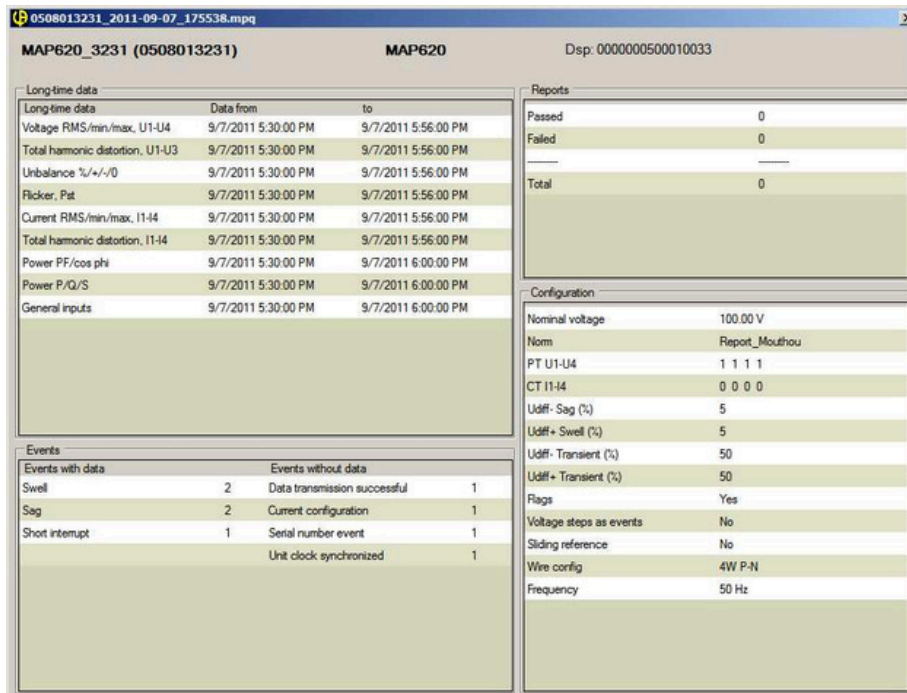 0508013231_2011-09-07_175538.mpq
MAP620_3231 (0508013231) MAP620 Dsp: 0000000500010033
Long-time data
Long-time data Data from to
Voltage RMS/min/max, U1-U4 9/7/2011 5:30:00 PM 9/7/2011 5:56:00 PM
Total harmonic distortion, U1-U3 9/7/2011 5:30:00 PM 9/7/2011 5:56:00 PM
Unbalance %/+/-/0 9/7/2011 5:30:00 PM 9/7/2011 5:56:00 PM
Flicker, Pst 9/7/2011 5:30:00 PM 9/7/2011 5:56:00 PM
Current RMS/min/max, I1-I4 9/7/2011 5:30:00 PM 9/7/2011 5:56:00 PM
Total harmonic distortion, I1-I4 9/7/2011 5:30:00 PM 9/7/2011 5:56:00 PM
Power PF/cos phi 9/7/2011 5:30:00 PM 9/7/2011 6:00:00 PM
Power P/Q/S 9/7/2011 5:30:00 PM 9/7/2011 6:00:00 PM
General inputs 9/7/2011 5:30:00 PM 9/7/2011 6:00:00 PM
Events
Events with data Events without data
Swell 2 Data transmission successful 1
Sag 2 Current configuration 1
Short interrupt 1 Serial number event 1
Unit clock synchronized 1
Reports
Passed 0
Failed 0
---------- ----------
Total 0
Configuration
Nominal voltage 100.00 V
Norm Report_Mouthou
PT U1-U4 1 1 1 1
CT I1-I4 0 0 0 0
Udiff- Sag (%) 5
Udiff+ Swell (%) 5
Udiff- Transient (%) 50
Udiff+ Transient (%) 50
Flags Yes
Voltage steps as events No
Sliding reference No
Wire config 4W P-N
Frequency 50 Hz